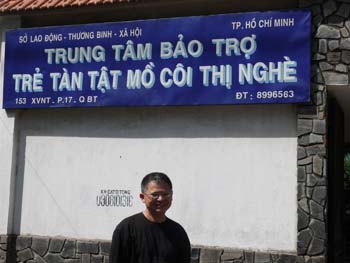 SỞ LAO ĐỘNG - THƯƠNG BINH - XÃ HỘI
TP. HỒ CHÍ MINH
TRUNG TÂM BẢO TRỢ
TRẺ TÀN TẬT MỒ CÔI THỊ NGHÈ
153 XVNT . P.17 . Q BT
ĐT : 8996563